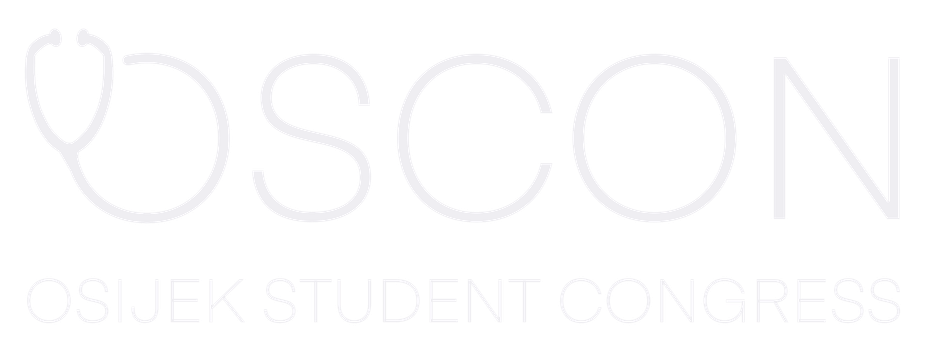 OSCON
OSIJEK STUDENT CONGRESS